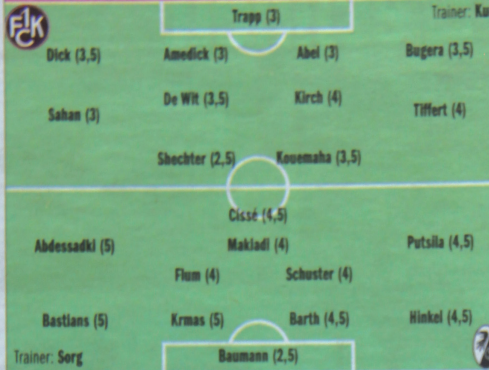 1 FCK
Trapp (3)
Trainer: Ku
Dick (3,5) Amedick (3) Abel (3) Bugera (3,5)
Sahan (3) De Wit (3,5) Kirch (4) Tiffert (4)
Shechter (2,5) Kouemaha (3,5)
Cissé (4,5)
Abdessadki (5) Makiadi (4) Putsila (4,5)
Flum (4) Schuster (4)
Bastians (5) Krmas (5) Barth (4,5) Hinkel (4,5)
Trainer: Sorg Baumann (2,5)